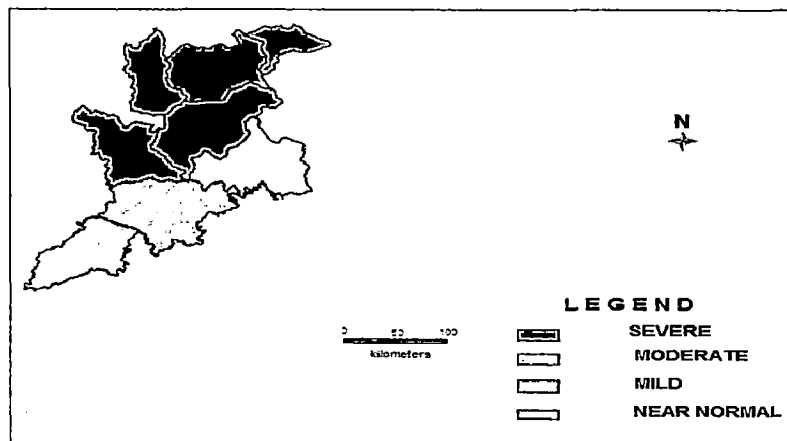 N
LEGEND
SEVERE
0 50 100
kilometers
MODERATE
MILD
NEAR NORMAL